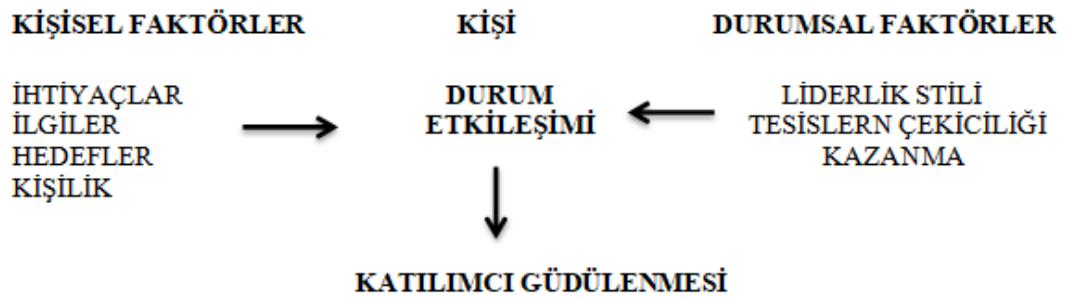 KİŞİSEL FAKTÖRLER
KİŞİ
DURUMSAL FAKTÖRLER
İHTİYAÇLAR
İLGİLER
HEDEFLER
KİŞİLİK
DURUM
ETKİLEŞİMİ
LİDERLİK STİLİ
TESİSLERN ÇEKİCİLİĞİ
KAZANMA
KATILIMCI GÜDÜLENMESİ